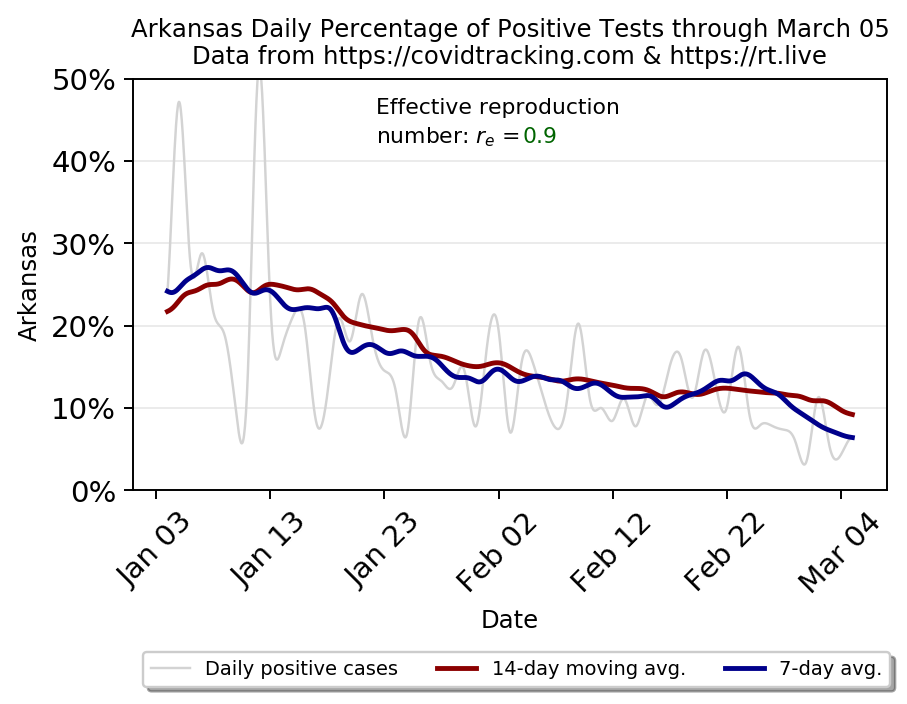 Arkansas Daily Percentage of Positive Tests through March 05
Data from https://covidtracking.com & https://rt.live
50%
40%
30%
20%
10%
0%
Arkansas
Effective reproduction
number: rₑ =0.9
Jan 03
Jan 13
Jan 23
Feb 02
Feb 12
Feb 22
Mar 04
Date
Daily positive cases
14-day moving avg.
7-day avg.